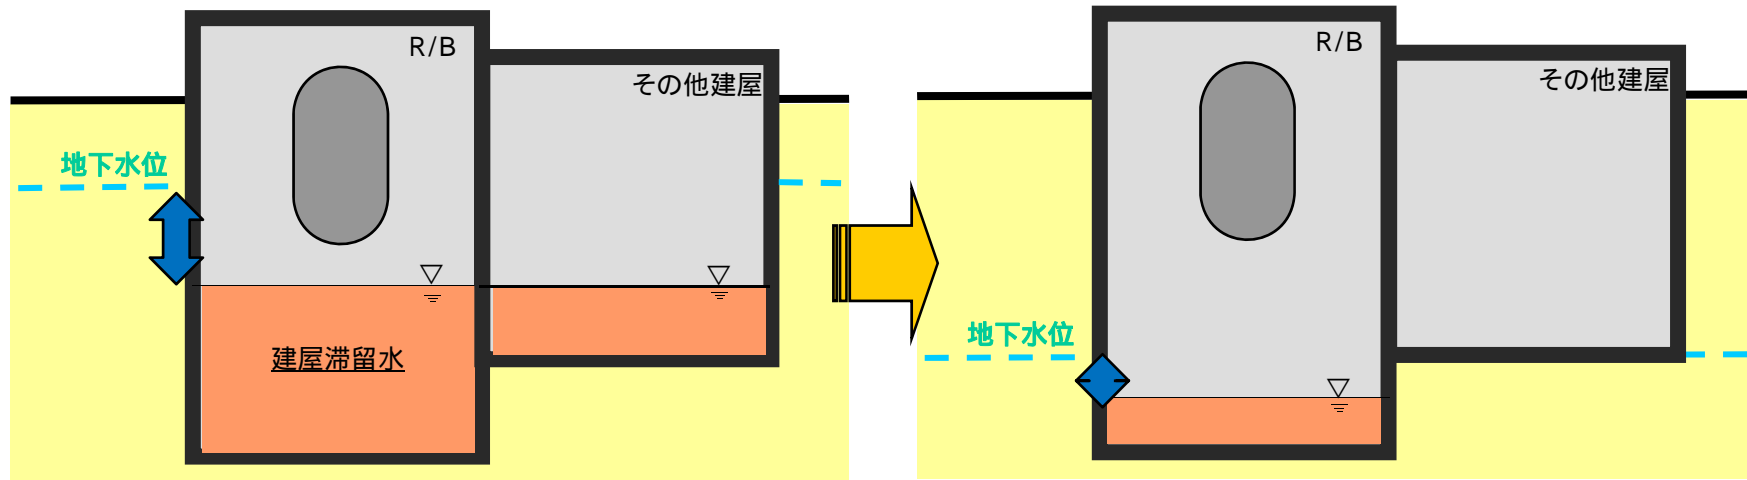 R/B
その他建屋
地下水位
建屋滞留水
R/B
その他建屋
地下水位